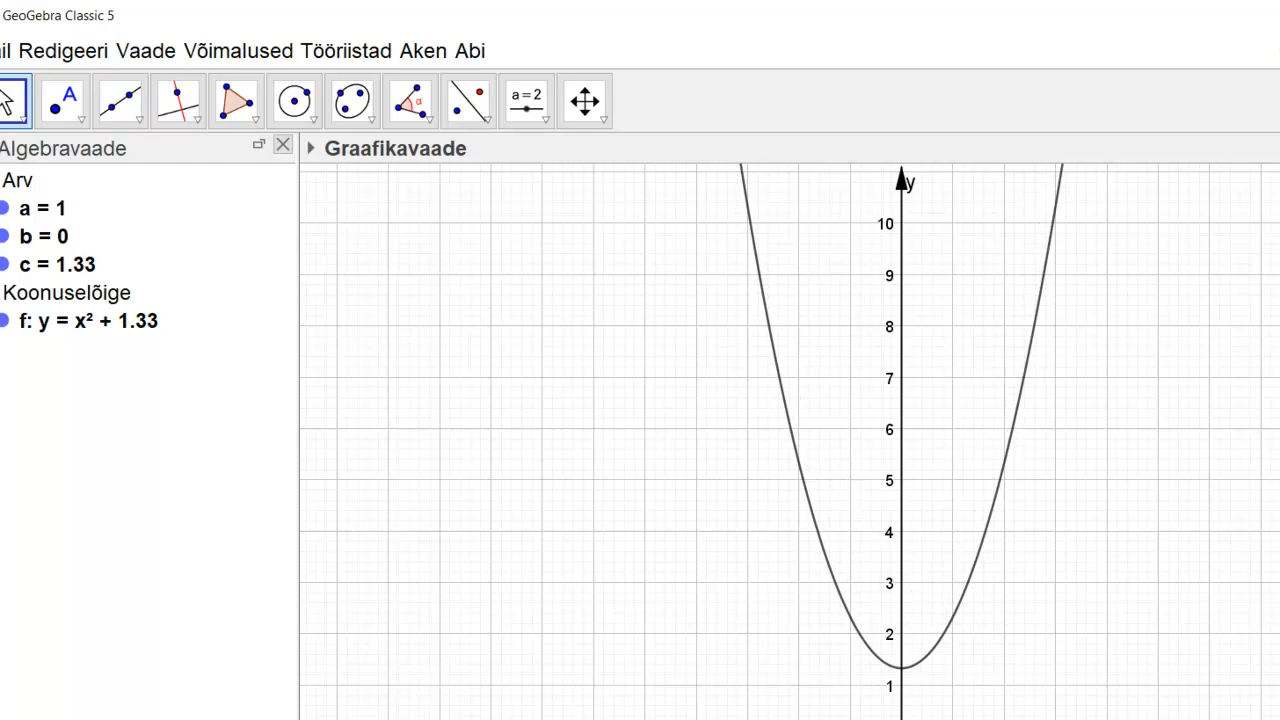 GeoGebra Classic 5
il Redigeeri Vaade Võimalused Tööriistad Aken Abi
A
α
a = 2
Algebravaade
Graafikavaade
Arv
a = 1
b = 0
c = 1.33
Koonuselõige
f: y = x² + 1.33
y
10
9
8
7
6
5
4
3
2
1